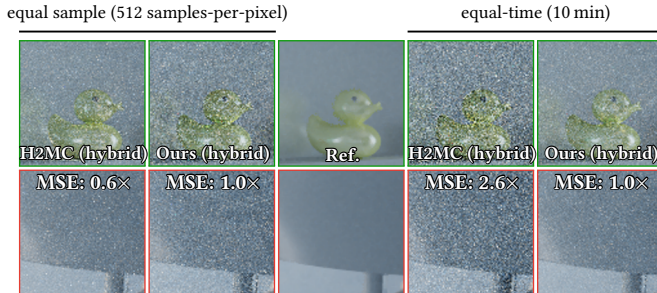 equal sample (512 samples-per-pixel)
equal-time (10 min)
H2MC (hybrid)
Ours (hybrid)
Ref.
H2MC (hybrid)
Ours (hybrid)
MSE: 0.6×
MSE: 1.0×
MSE: 2.6×
MSE: 1.0×